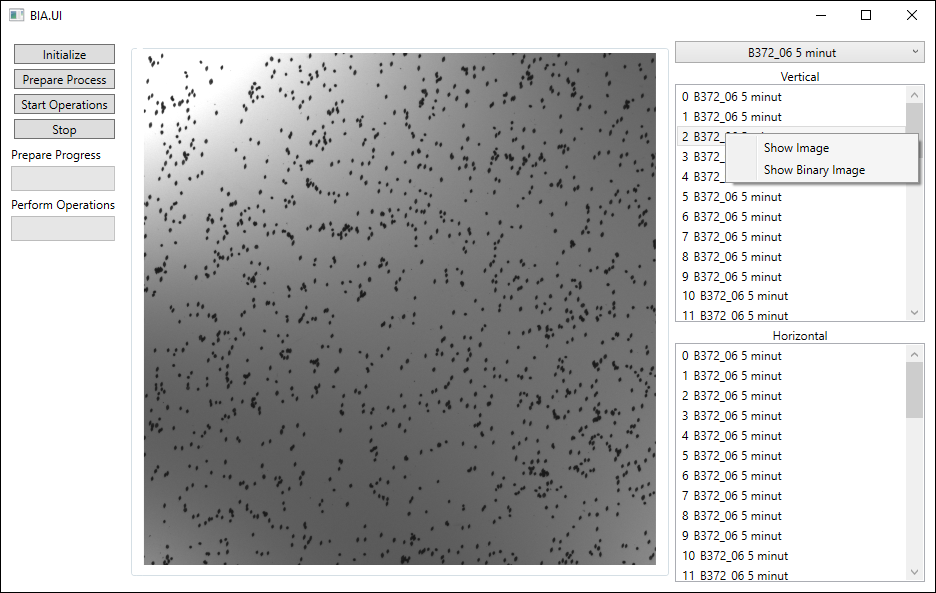 BIA.UI
Initialize
Prepare Process
Start Operations
Stop
Prepare Progress
Perform Operations
B372_06 5 minut
Vertical
0 B372_06 5 minut
1 B372_06 5 minut
2 B372_
Show Image
3 B372_
Show Binary Image
4 B372_
5 B372_06 5 minut
6 B372_06 5 minut
7 B372_06 5 minut
8 B372_06 5 minut
9 B372_06 5 minut
10 B372_06 5 minut
11 B372_06 5 minut
Horizontal
0 B372_06 5 minut
1 B372_06 5 minut
2 B372_06 5 minut
3 B372_06 5 minut
4 B372_06 5 minut
5 B372_06 5 minut
6 B372_06 5 minut
7 B372_06 5 minut
8 B372_06 5 minut
9 B372_06 5 minut
10 B372_06 5 minut
11 B372_06 5 minut